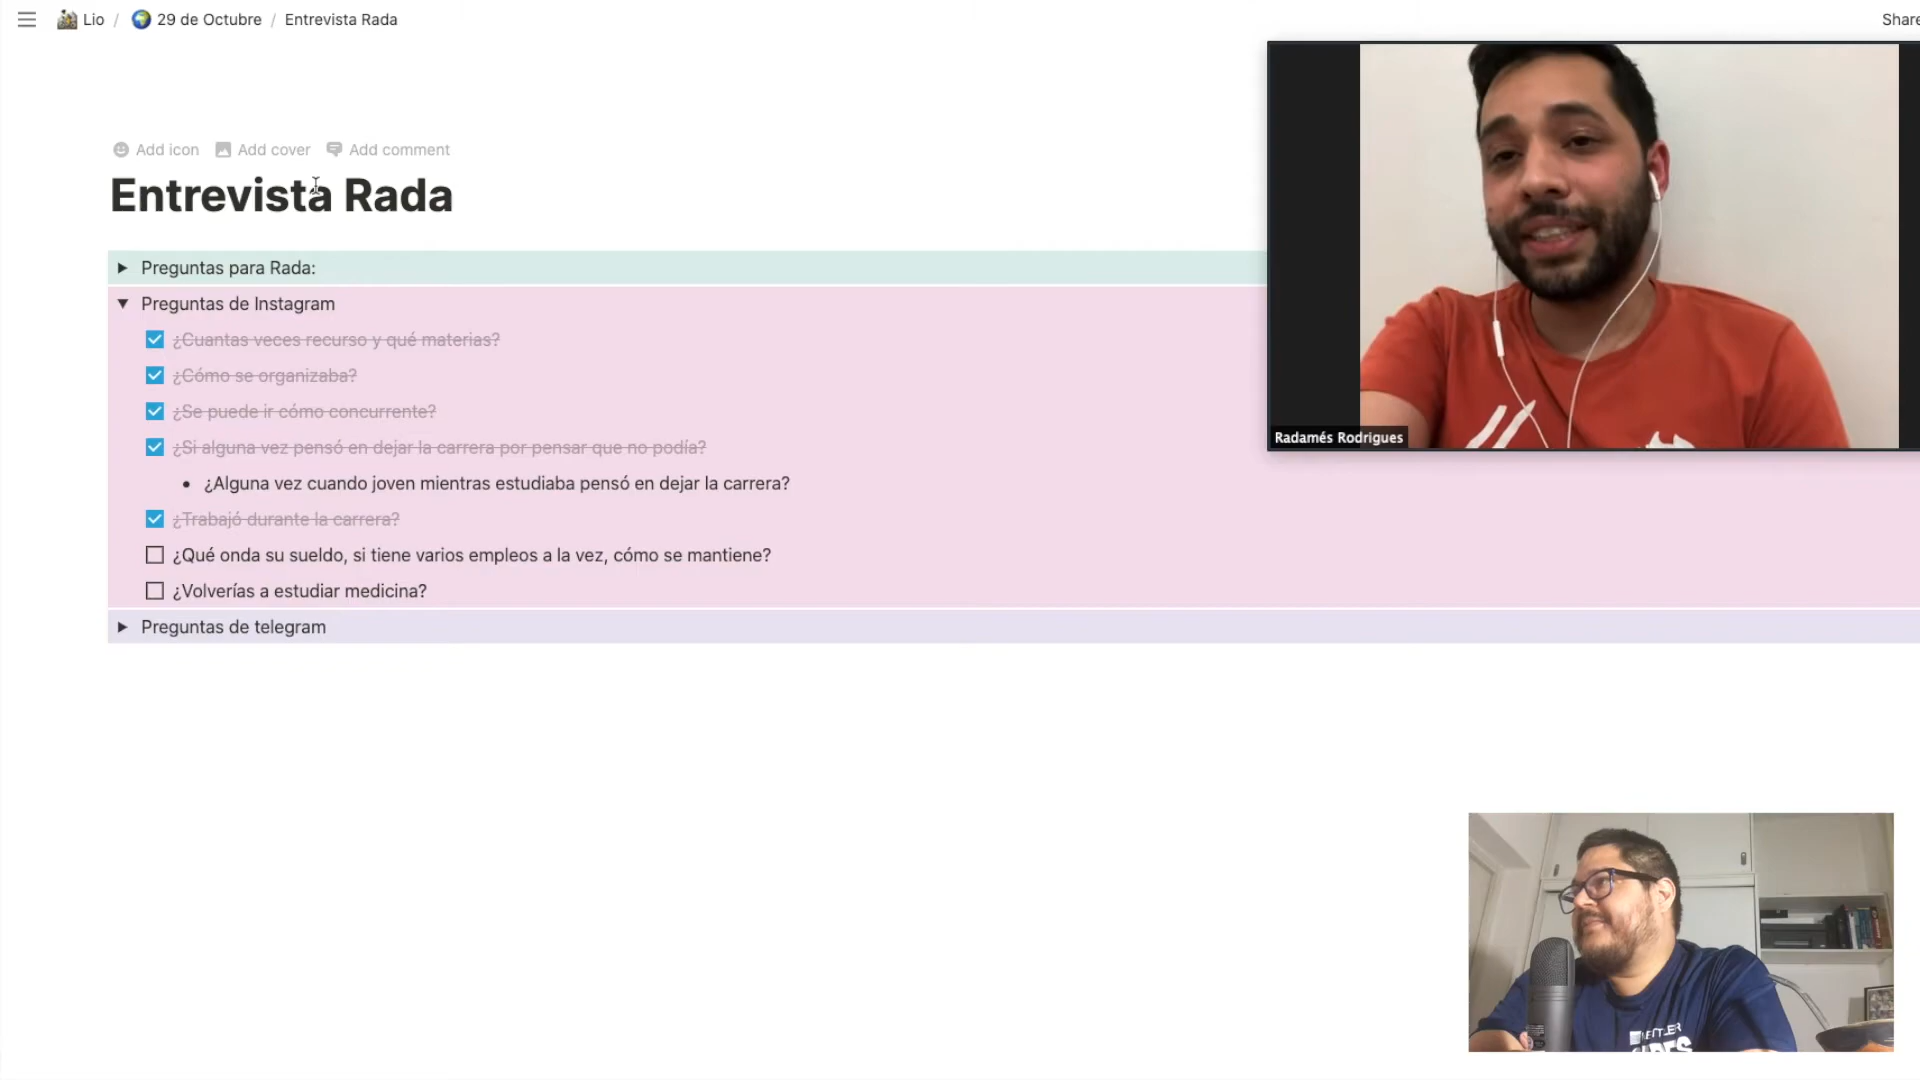 Lio / 29 de Octubre / Entrevista Rada
Share
Add icon Add cover Add comment
Entrevista Rada
Preguntas para Rada:
Preguntas de Instagram
¿Cuantas veces recurso y qué materias?
¿Cómo se organizaba?
¿Se puede ir cómo concurrente?
¿Si alguna vez pensó en dejar la carrera por pensar que no podía?
¿Alguna vez cuando joven mientras estudiaba pensó en dejar la carrera?
¿Trabajó durante la carrera?
¿Qué onda su sueldo, si tiene varios empleos a la vez, cómo se mantiene?
¿Volverías a estudiar medicina?
Preguntas de telegram
Radamés Rodrigues